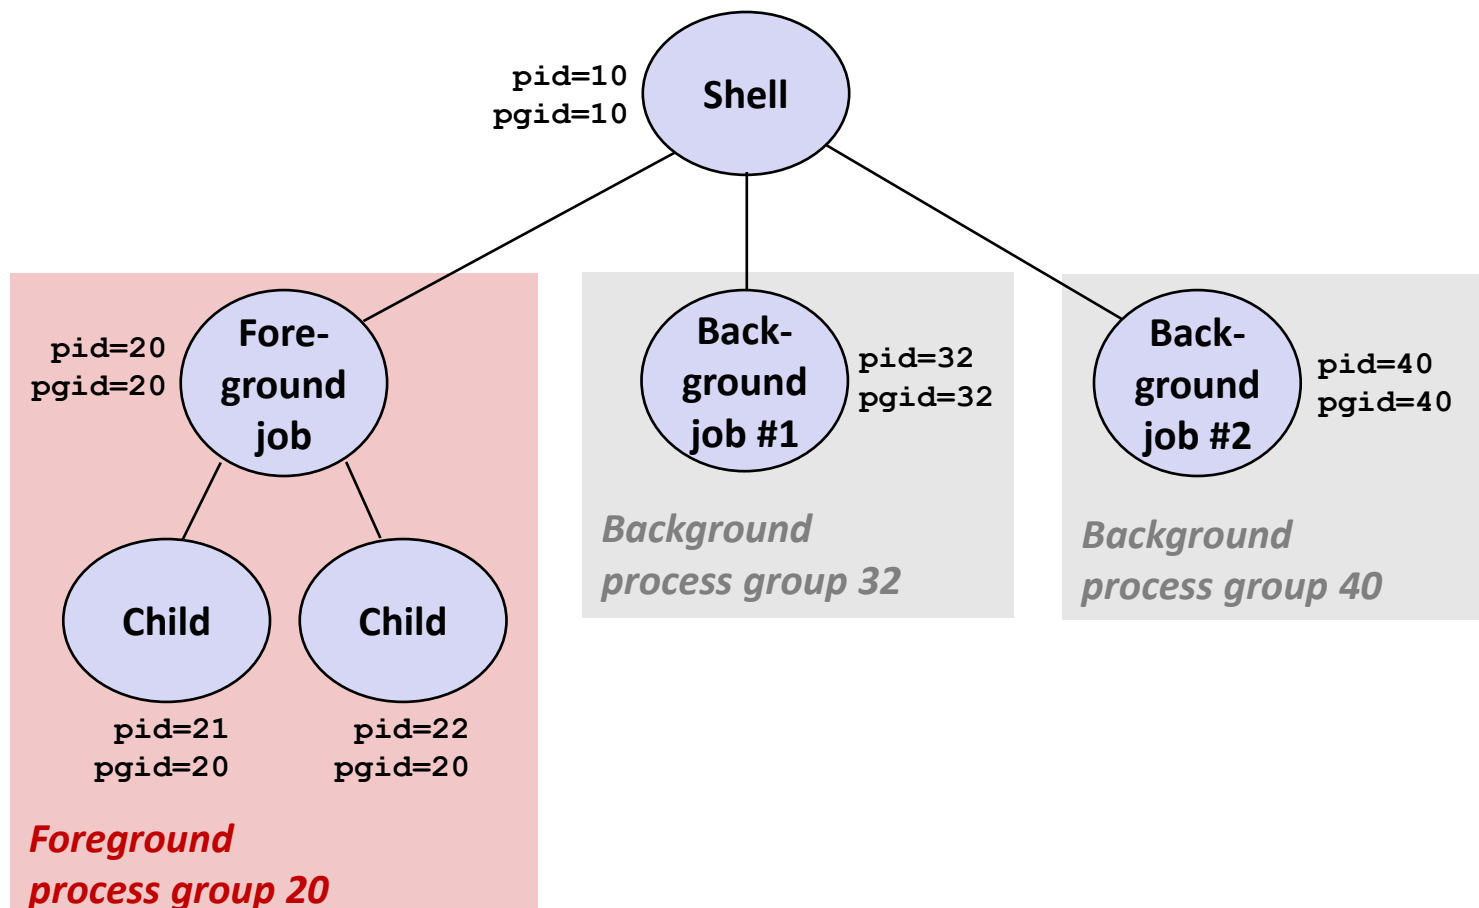 pid=10
pgid=10
Shell
pid=20
pgid=20
Fore-
ground
job
Back-
ground
job #1
pid=32
pgid=32
Back-
ground
job #2
pid=40
pgid=40
Background
process group 32
Background
process group 40
Child
Child
pid=21
pgid=20
pid=22
pgid=20
Foreground
process group 20